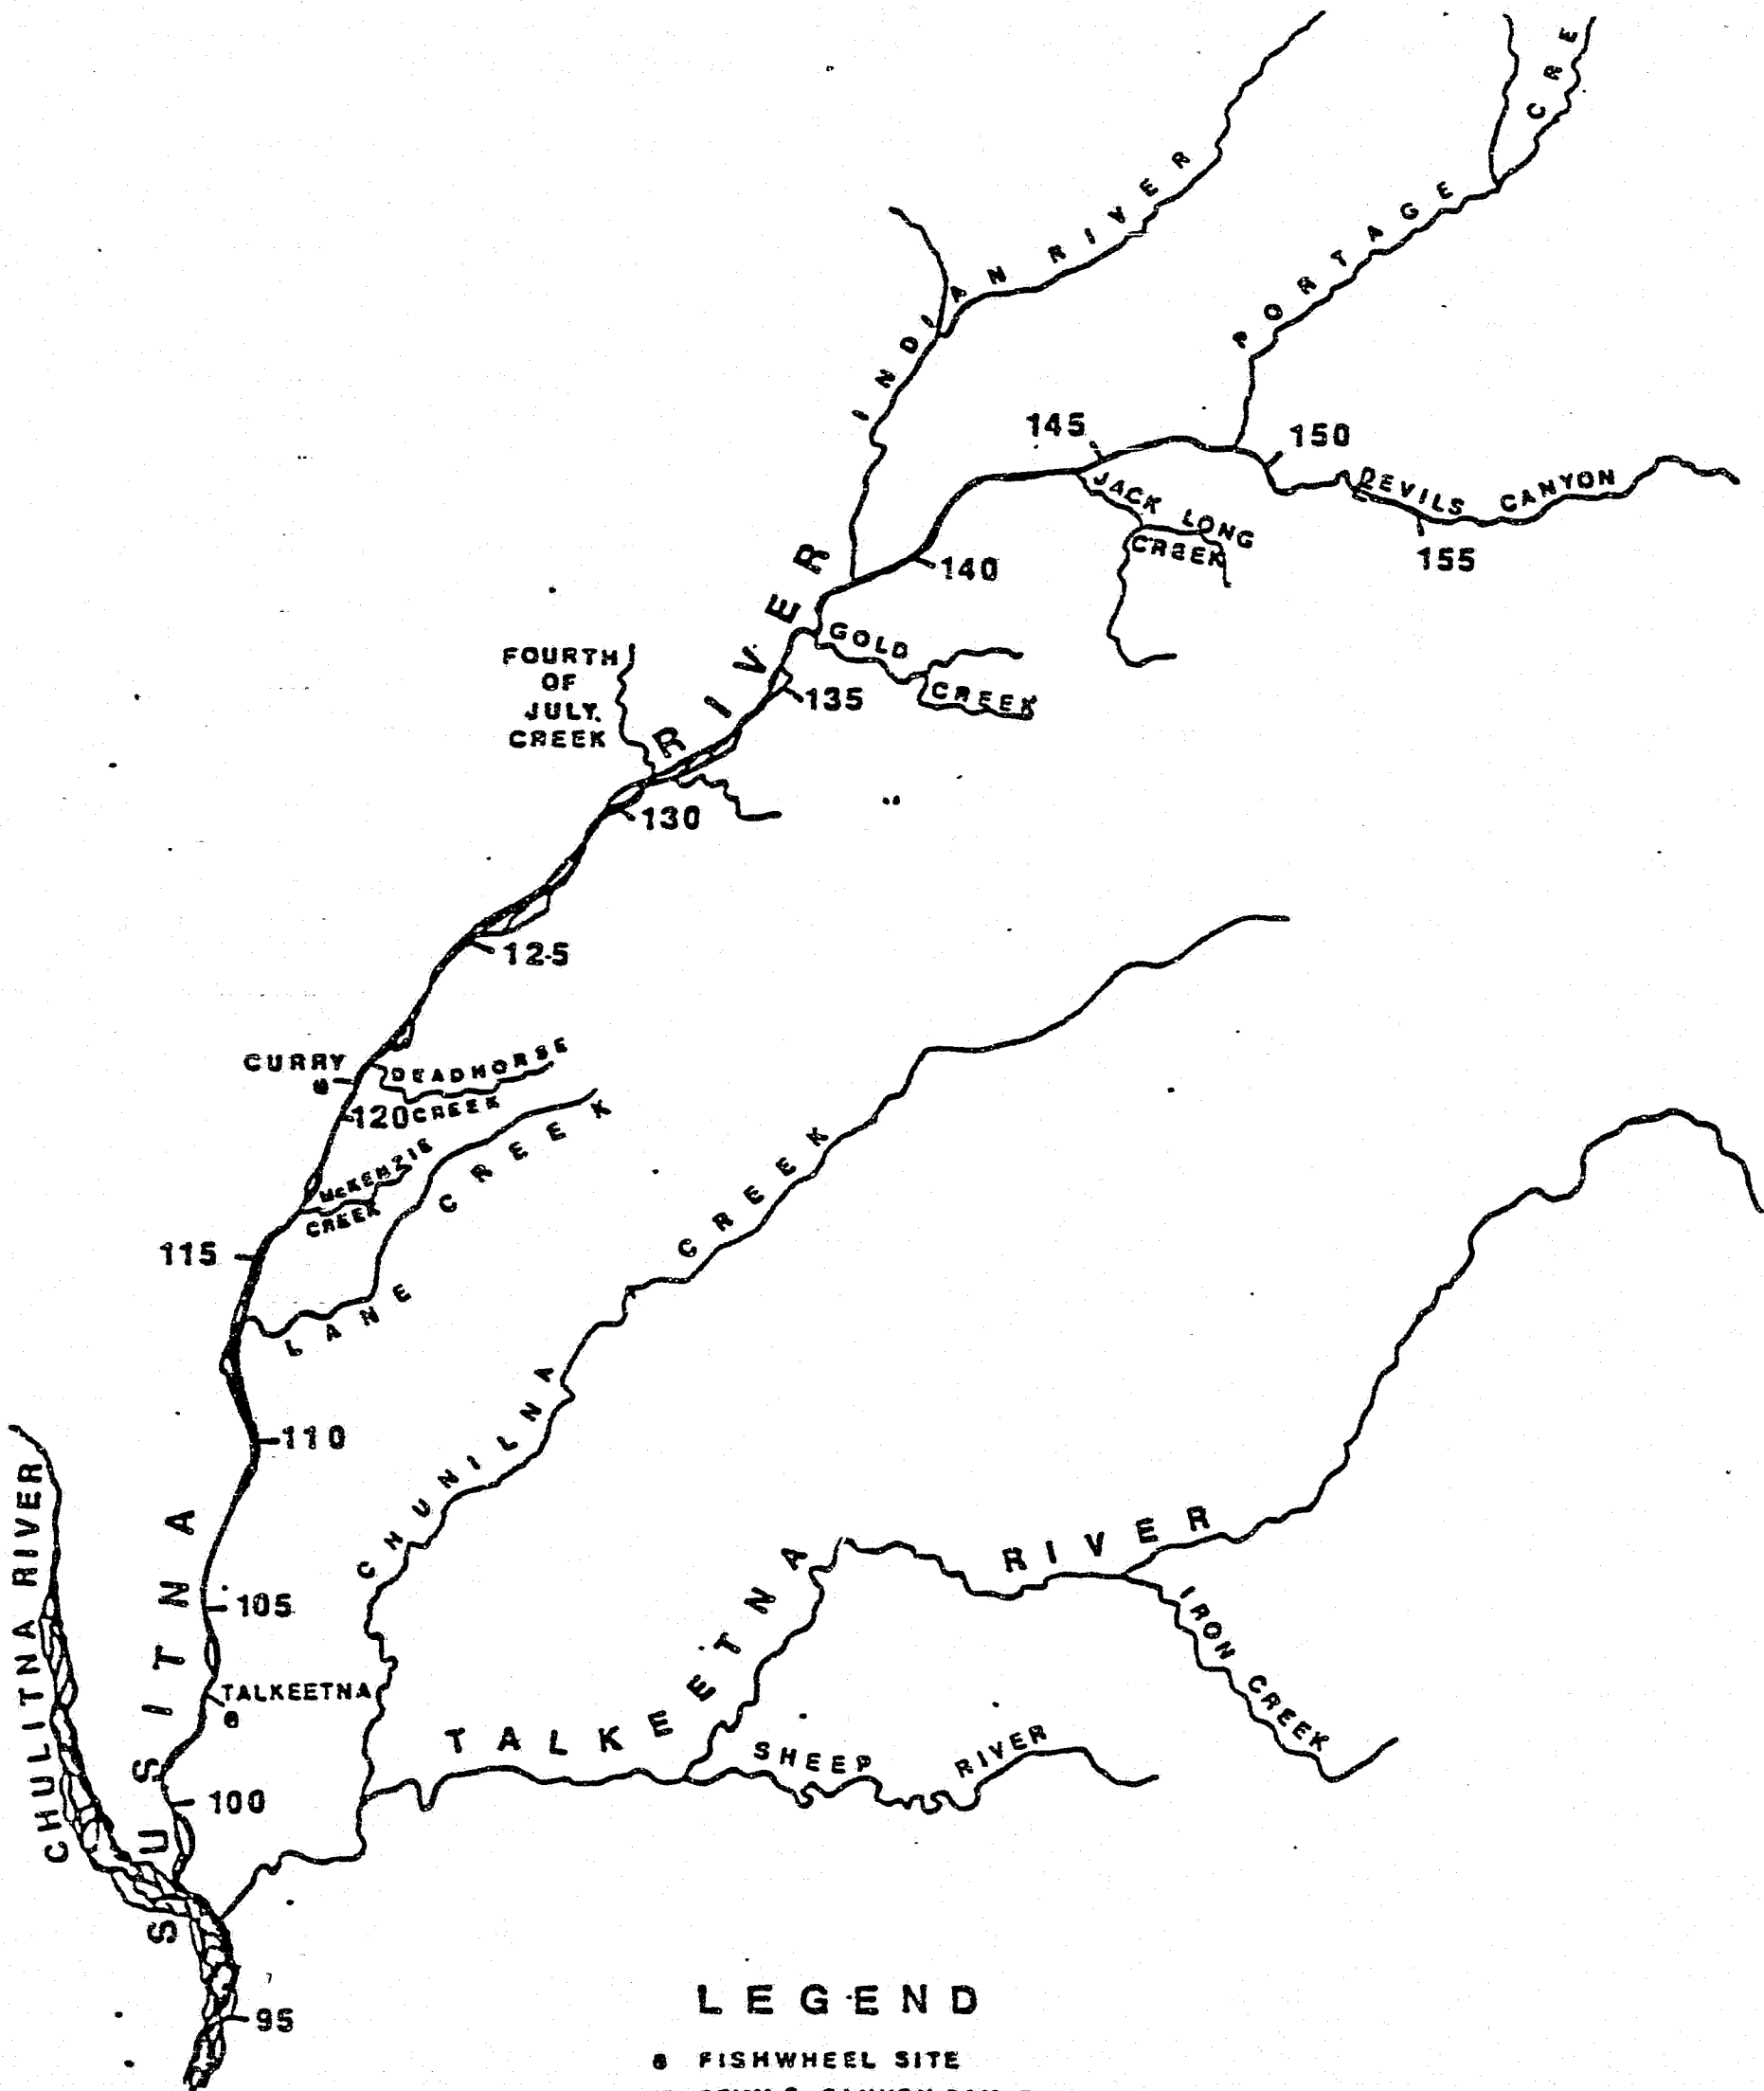 PORTAGE CRE
INDIAN RIVER
145
150
DEVILS CANYON
JACK LONG
CREEK
155
140
SUSITNA RIVER
GOLD
CREEK
FOURTH
OF
JULY.
CREEK
135
130
125
CURRY
DEADHORSE
CREEK
120
McKENZIE
CREEK
LANE CREEK
115
CHUNILNA CREEK
110
CHULITNA RIVER
TALKEETNA RIVER
105
IRON CREEK
TALKEETNA
SHEEP RIVER
100
95
LEGEND
FISHWHEEL SITE